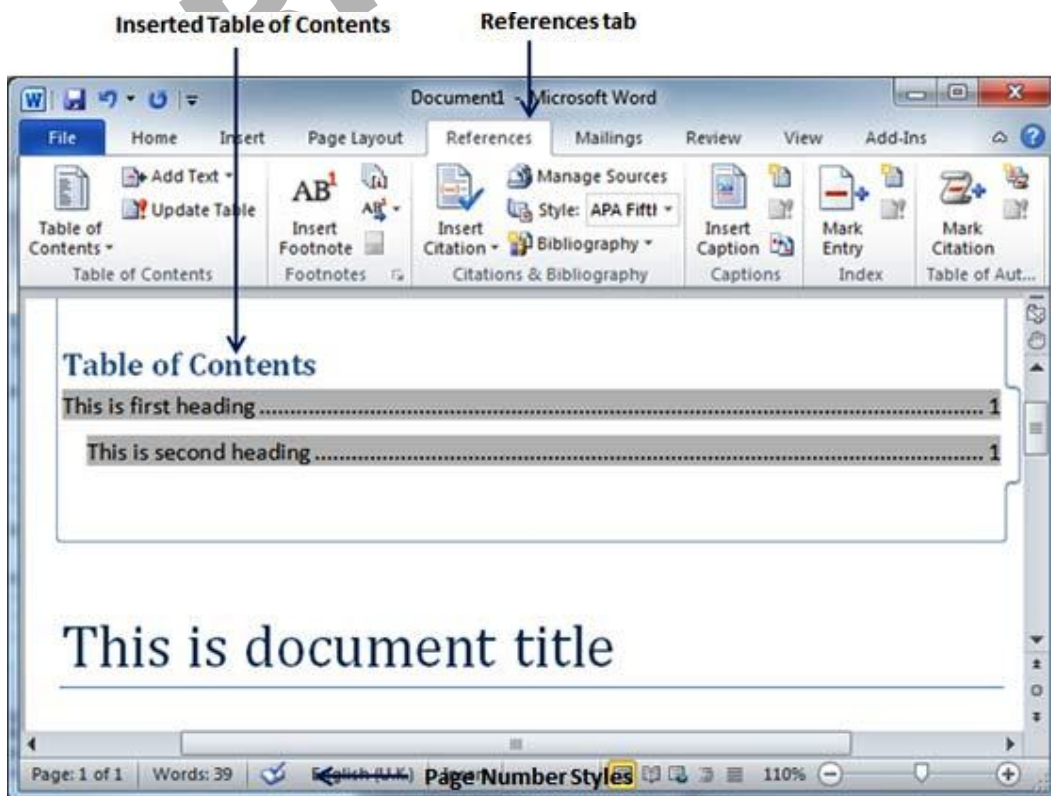 Inserted Table of Contents
References tab
Document1 - Microsoft Word
File Home Insert Page Layout References Mailings Review View Add-Ins
Add Text
Update Table
Table of
Contents
Table of Contents
AB1
AB
Insert
Footnote
Footnotes
Insert
Citation
Manage Sources
Style: APA Fifth
Bibliography
Citations & Bibliography
Insert
Caption
Captions
Mark
Entry
Index
Mark
Citation
Table of Aut...
Table of Contents
This is first heading ........ 1
This is second heading ........ 1
This is document title
Page: 1 of 1 Words: 39 English (U.K.) Insert Page Number Styles 110%